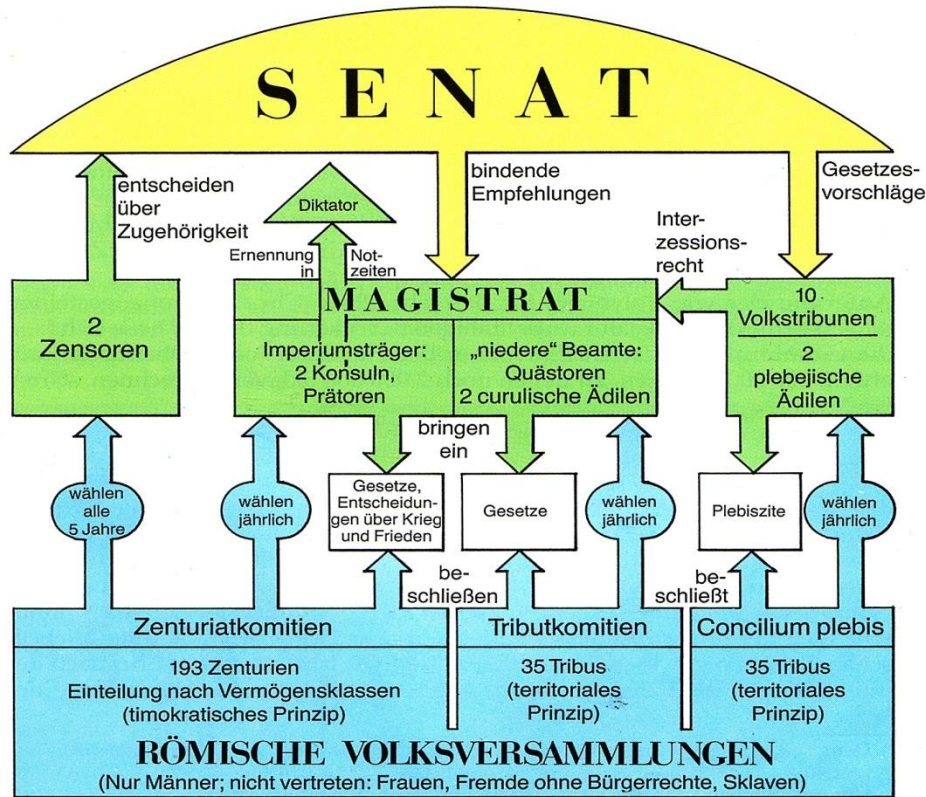 SENAT
entscheiden
über
Zugehörigkeit
Diktator
Ernennung
in
Not-
zeiten
bindende
Empfehlungen
Gesetzes-
vorschläge
Inter-
zessions-
recht
2
Zensoren
MAGISTRAT
Imperiumsträger:
2 Konsuln,
Prätoren
„niedere“ Beamte:
Quästoren
2 curulische Ädilen
10
Volkstribunen
2
plebejische
Ädilen
bringen
ein
wählen
alle
5 Jahre
wählen
jährlich
Gesetze,
Entscheidun-
gen über Krieg
und Frieden
Gesetze
wählen
jährlich
Plebiszite
wählen
jährlich
be-
schließen
be-
schließt
Zenturiatkomitien
Tributkomitien
Concilium plebis
193 Zenturien
Einteilung nach Vermögensklassen
(timokratisches Prinzip)
35 Tribus
(territoriales
Prinzip)
35 Tribus
(territoriales
Prinzip)
RÖMISCHE VOLKSVERSAMMLUNGEN
(Nur Männer; nicht vertreten: Frauen, Fremde ohne Bürgerrechte, Sklaven)